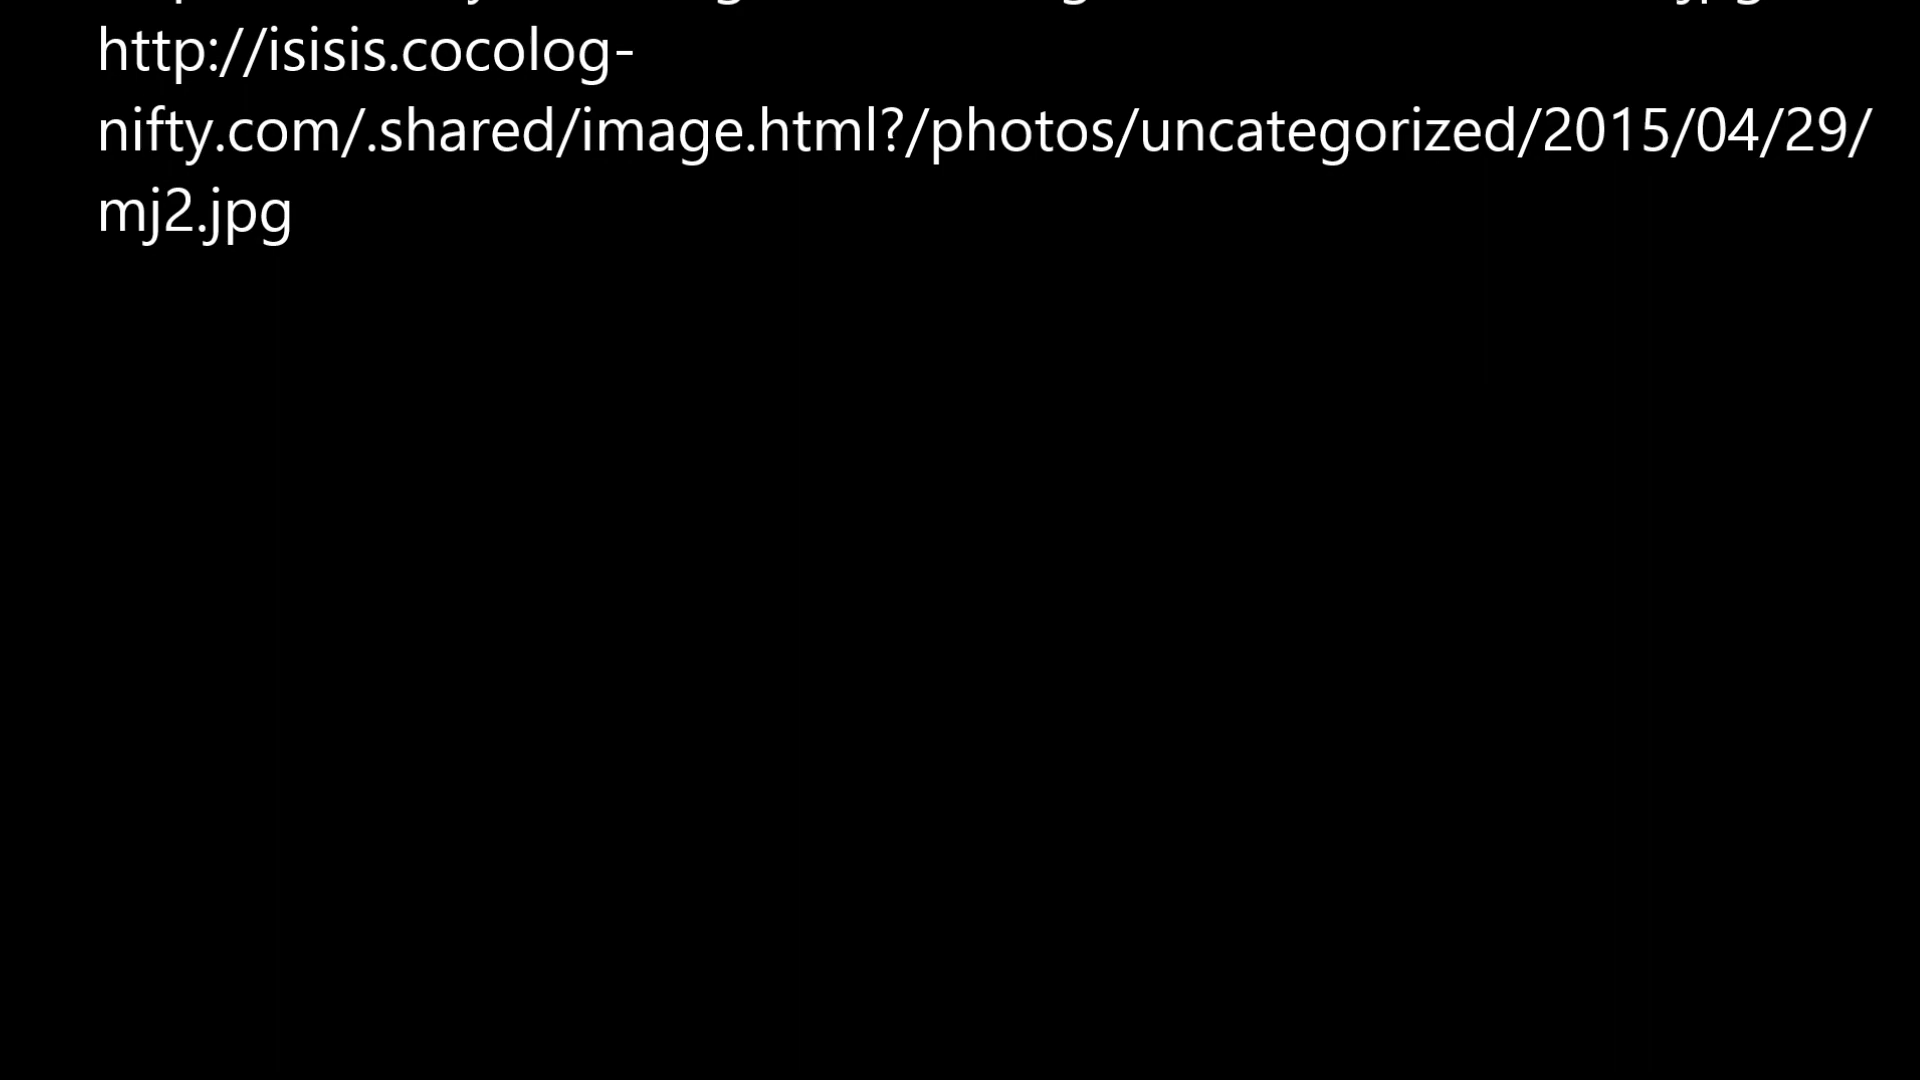 http://isisis.cocolog-
nifty.com/.shared/image.html?/photos/uncategorized/2015/04/29/
mj2.jpg